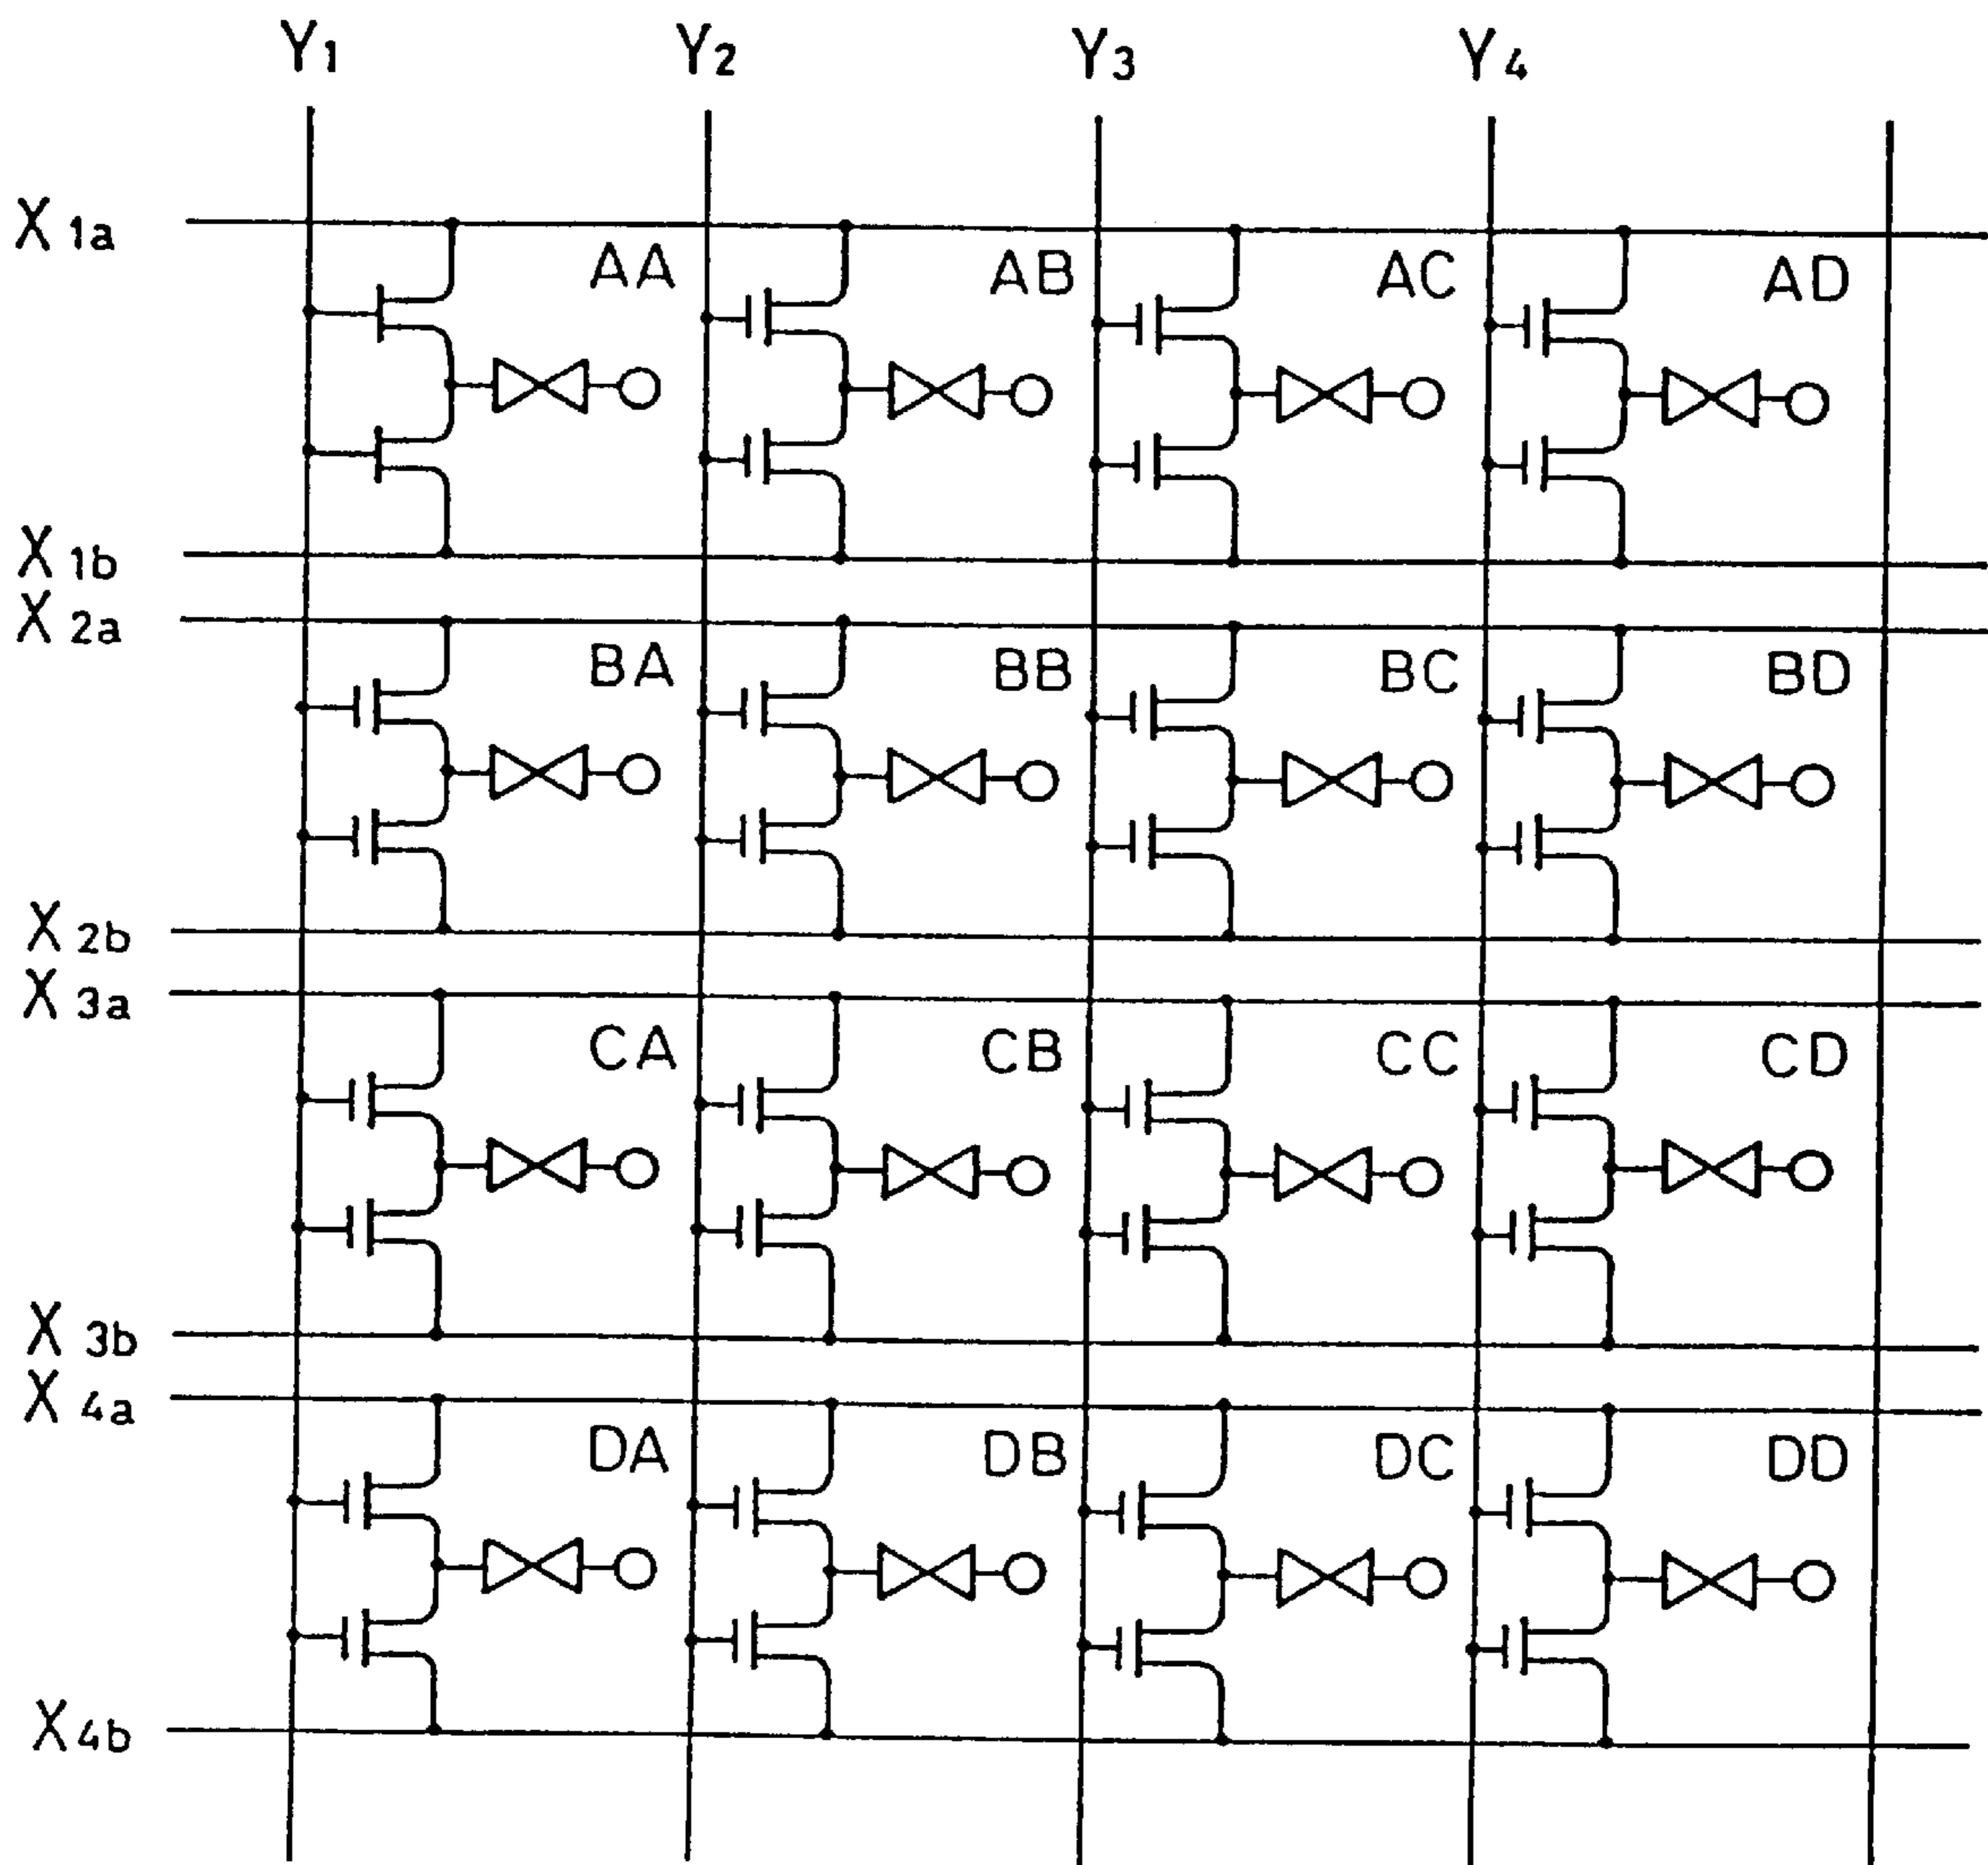 Y1 Y2 Y3 Y4
X1a
AA AB AC AD
X1b
X2a
BA BB BC BD
X2b
X3a
CA CB CC CD
X3b
X4a
DA DB DC DD
X4b